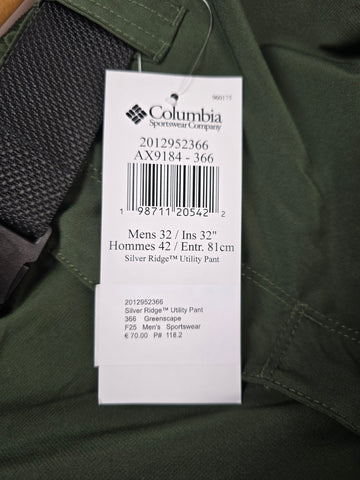 960175
Columbia
Sportswear Company
2012952366
AX9184 - 366
1 98711 20542 2
Mens 32 / Ins 32"
Hommes 42 / Entr. 81cm
Silver Ridge™ Utility Pant
2012952366
Silver Ridge™ Utility Pant
366 Greenscape
F25 Men's Sportswear
€ 70.00 P# 118.2